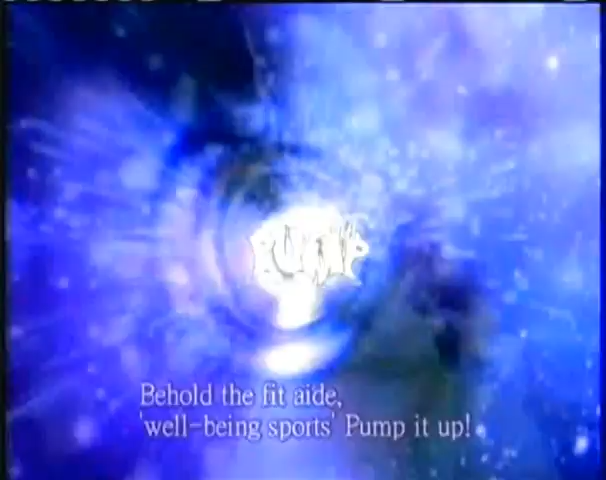 PUMP
Behold the fit aide,
'well-being sports' Pump it up!